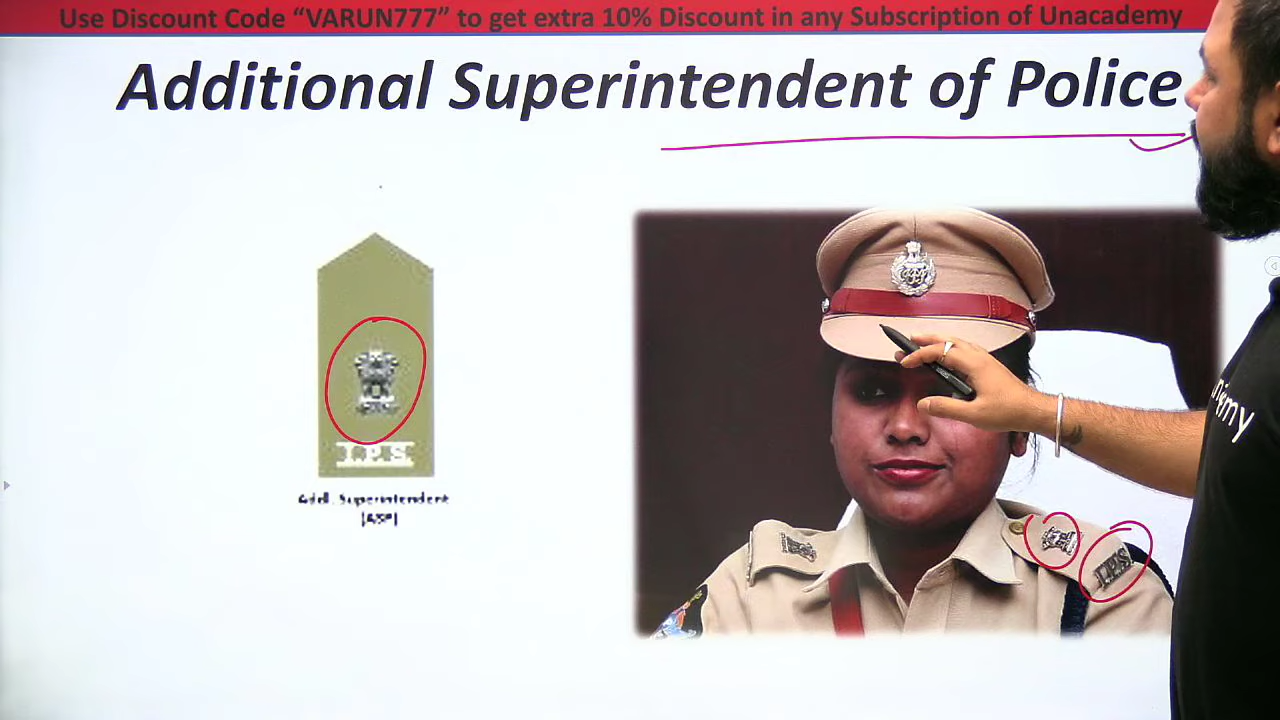 Use Discount Code “VARUN777” to get extra 10% Discount in any Subscription of Unacademy
Additional Superintendent of Police
I.P.S.
Addl. Superintendent
(ASP)
IPS